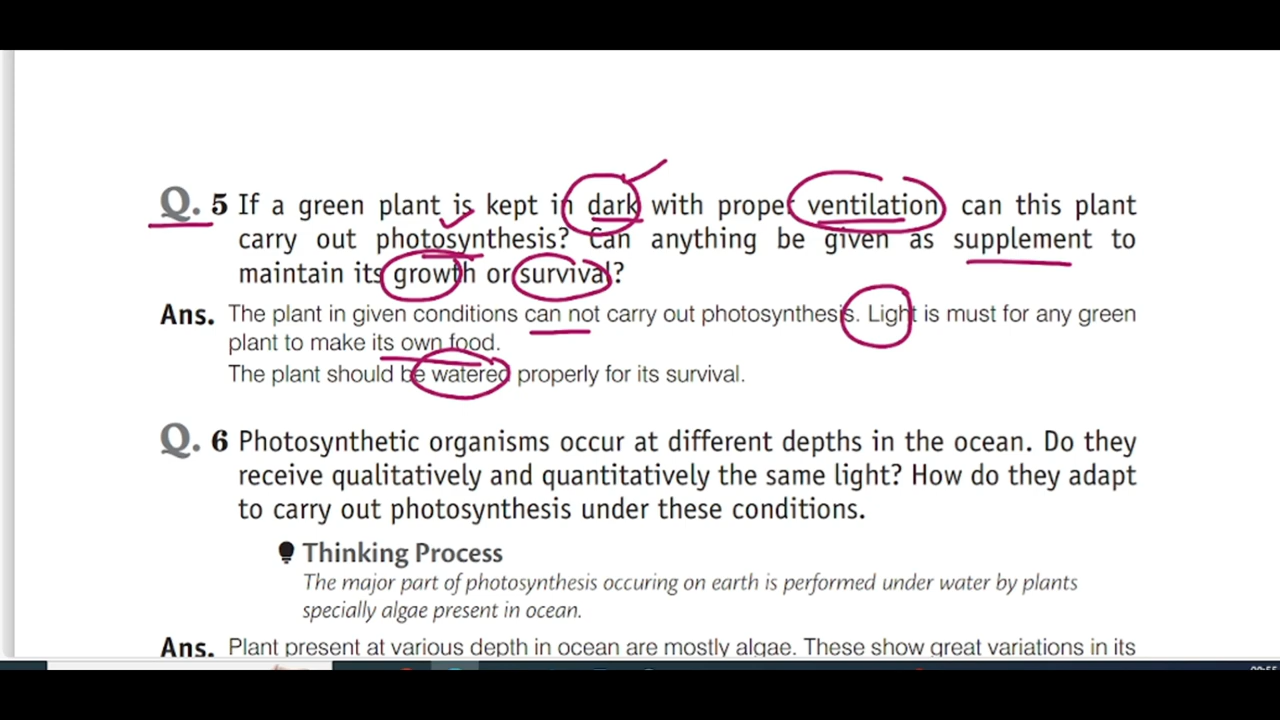 Q. 5 If a green plant is kept in dark with proper ventilation can this plant
carry out photosynthesis? Can anything be given as supplement to
maintain its growth or survival?
Ans. The plant in given conditions can not carry out photosynthesis. Light is must for any green
plant to make its own food.
The plant should be watered properly for its survival.
Q. 6 Photosynthetic organisms occur at different depths in the ocean. Do they
receive qualitatively and quantitatively the same light? How do they adapt
to carry out photosynthesis under these conditions.
Thinking Process
The major part of photosynthesis occuring on earth is performed under water by plants
specially algae present in ocean.
Ans. Plant present at various depth in ocean are mostly algae. These show great variations in its